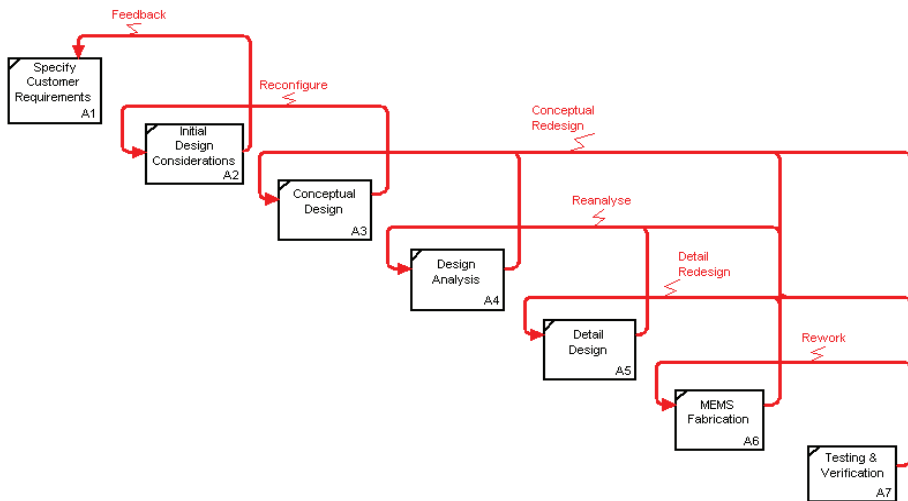 Feedback
Specify
Customer
Requirements
A1
Reconfigure
Initial
Design
Considerations
A2
Conceptual
Redesign
Conceptual
Design
A3
Reanalyse
Design
Analysis
A4
Detail
Redesign
Detail
Design
A5
Rework
MEMS
Fabrication
A6
Testing &
Verification
A7